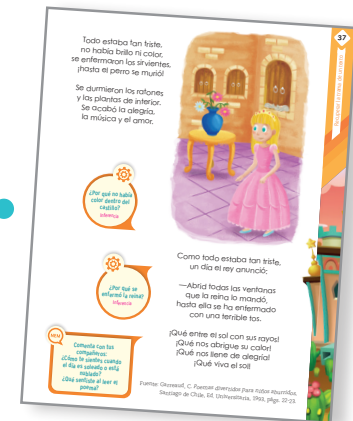 37
Todo estaba tan triste,
no había brillo ni color,
se enfermaron los sirvientes,
¡hasta el perro se murió!
Se durmieron los ratones
y las plantas de interior.
Se acabó la alegría,
la música y el amor.
¿Por qué no había
color dentro del
castillo?
Inferencia
¿Por qué se
enfermó la reina?
Inferencia
Comenta con tus
compañeros:
¿Cómo te sientes cuando
el día es soleado o está
nublado?
¿Qué sentiste al leer el
poema?
Como todo estaba tan triste,
un día el rey anunció:
—Abrid todas las ventanas
que la reina lo mandó,
hasta ella se ha enfermado
con una terrible tos.
¡Qué entre el sol con sus rayos!
¡Qué nos abrigue su calor!
¡Qué nos llene de alegría!
¡Qué viva el sol!
Fuente: C. Poemas divertidos para niños aburridos.
Santiago de Chile, Ed. Universitaria, 1993, págs. 22-23.